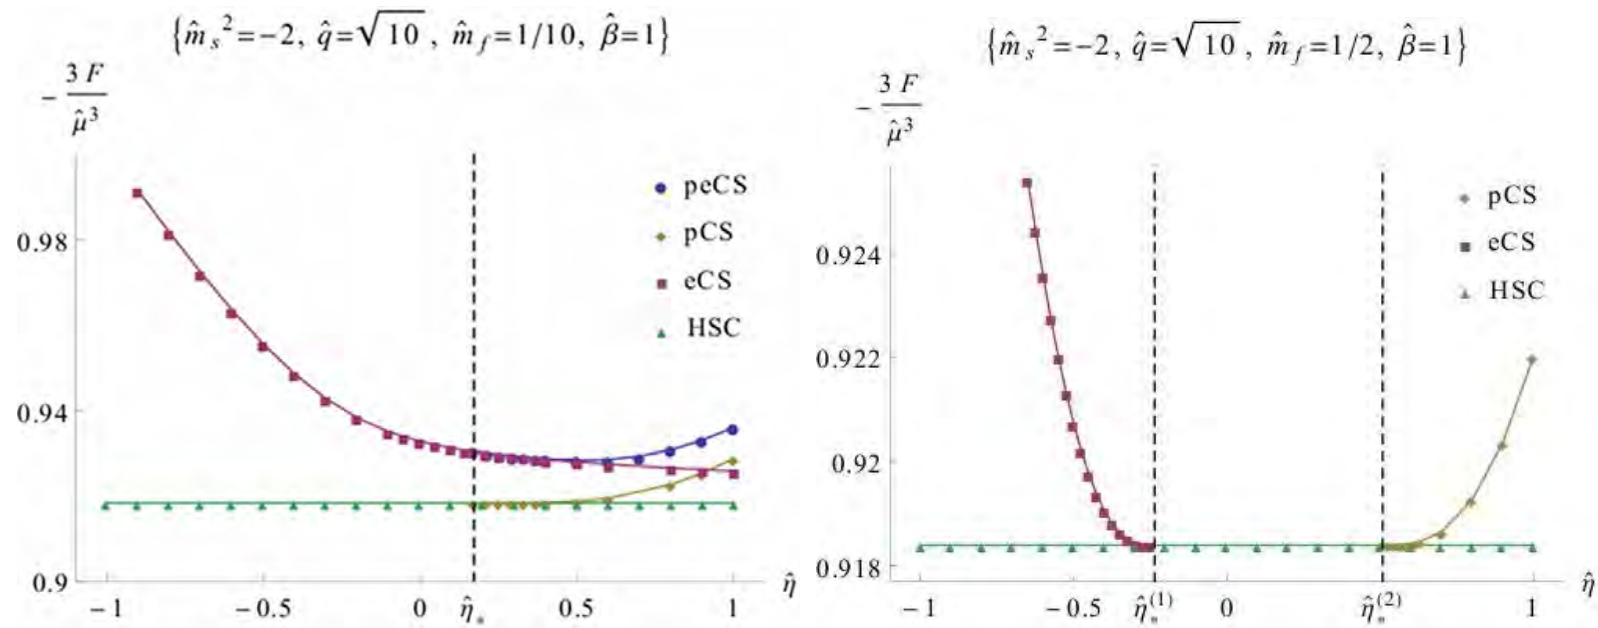 {m̂_s²=−2, q̂=√10, m̂_f=1/10, β̂=1}
− 3 F / μ̂³
0.98
0.94
0.9
peCS
pCS
eCS
HSC
−1 −0.5 0 η̂* 0.5 1 η̂
{m̂_s²=−2, q̂=√10, m̂_f=1/2, β̂=1}
− 3 F / μ̂³
0.924
0.922
0.92
0.918
pCS
eCS
HSC
−1 −0.5 η̂*^(1) 0 η̂*^(2) 1 η̂